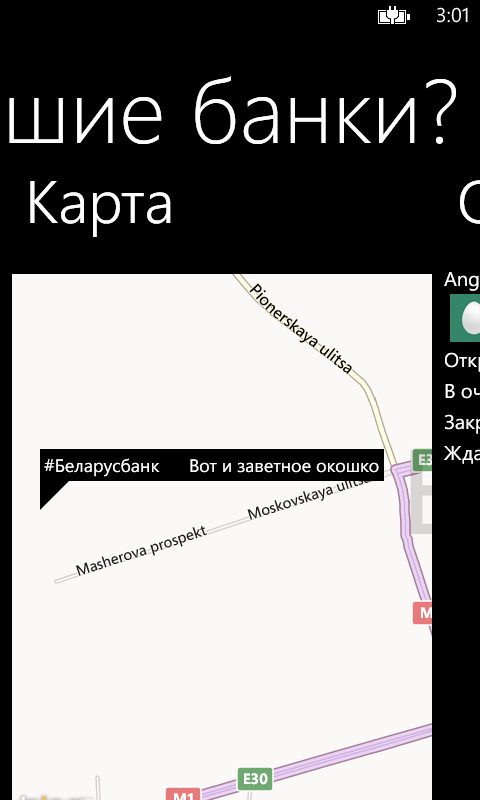 3:01
шие банки?
Карта
Pionerskaya ulitsa
#Беларусбанк Вот и заветное окошко
Moskovskaya ulitsa
Masherova prospekt
M1
E30
Ang
Откр
В оч
Закр
Жда